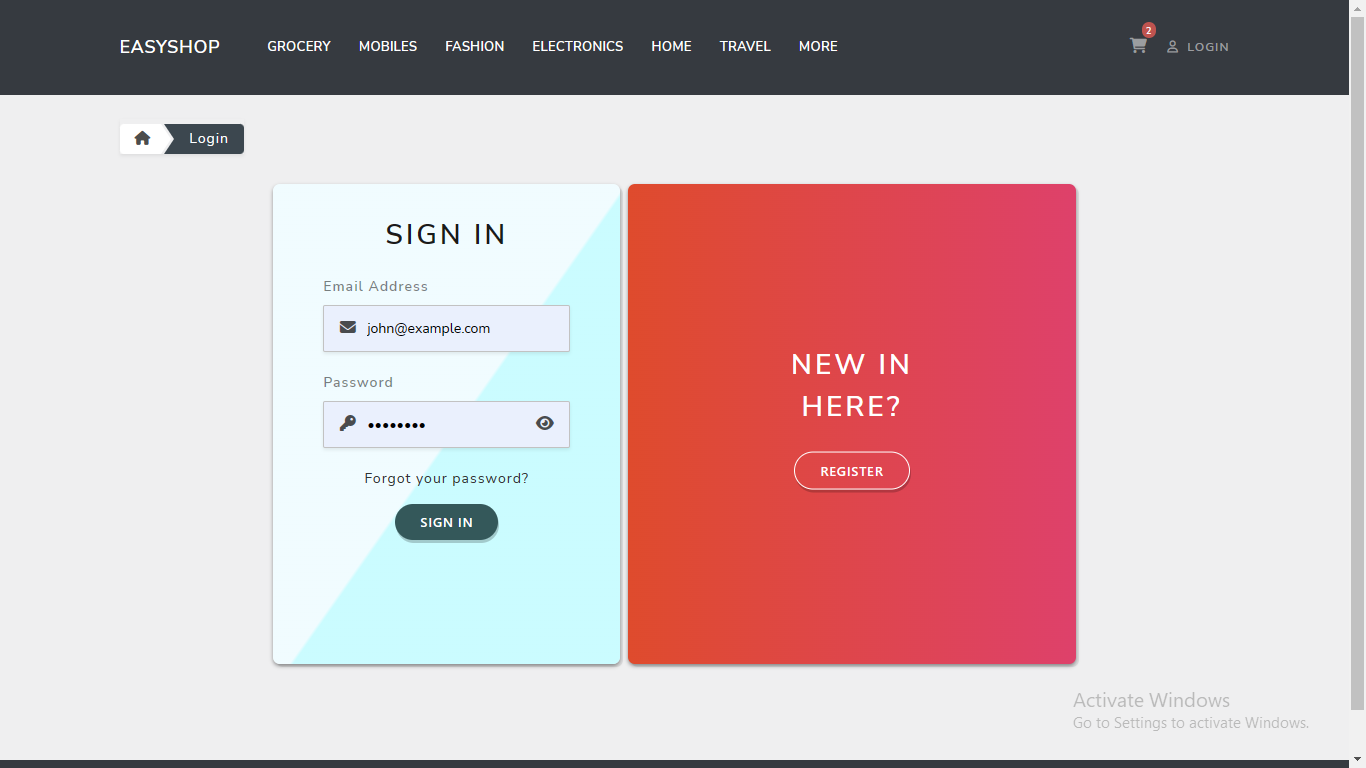 EASYSHOP GROCERY MOBILES FASHION ELECTRONICS HOME TRAVEL MORE 2 LOGIN
Login
SIGN IN
Email Address
john@example.com
Password
••••••••
Forgot your password?
SIGN IN
NEW IN
HERE?
REGISTER
Activate Windows
Go to Settings to activate Windows.